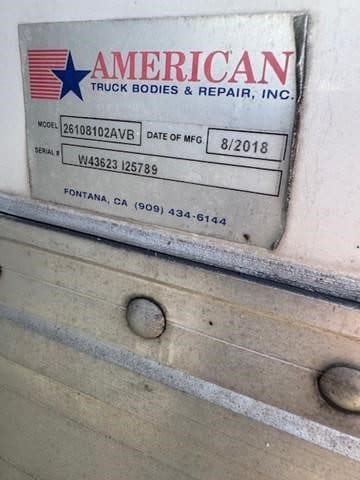 AMERICAN
TRUCK BODIES & REPAIR, INC.
MODEL 26108102AVB DATE OF MFG. 8/2018
SERIAL # W43623 I25789
FONTANA, CA (909) 434-6144